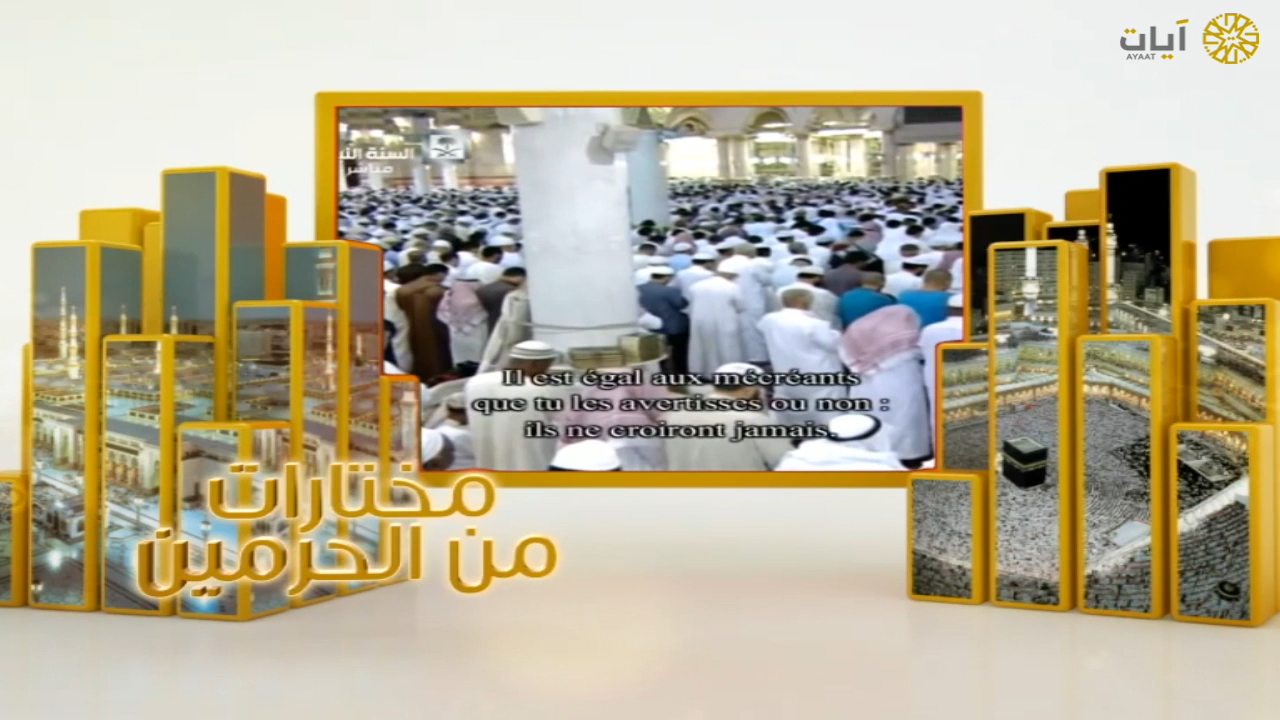 آيات
AYAAT
السنة
مباشر
Il est égal aux mécréants
que tu les avertisses ou non :
ils ne croiront jamais.
مختارات
من الحرمين